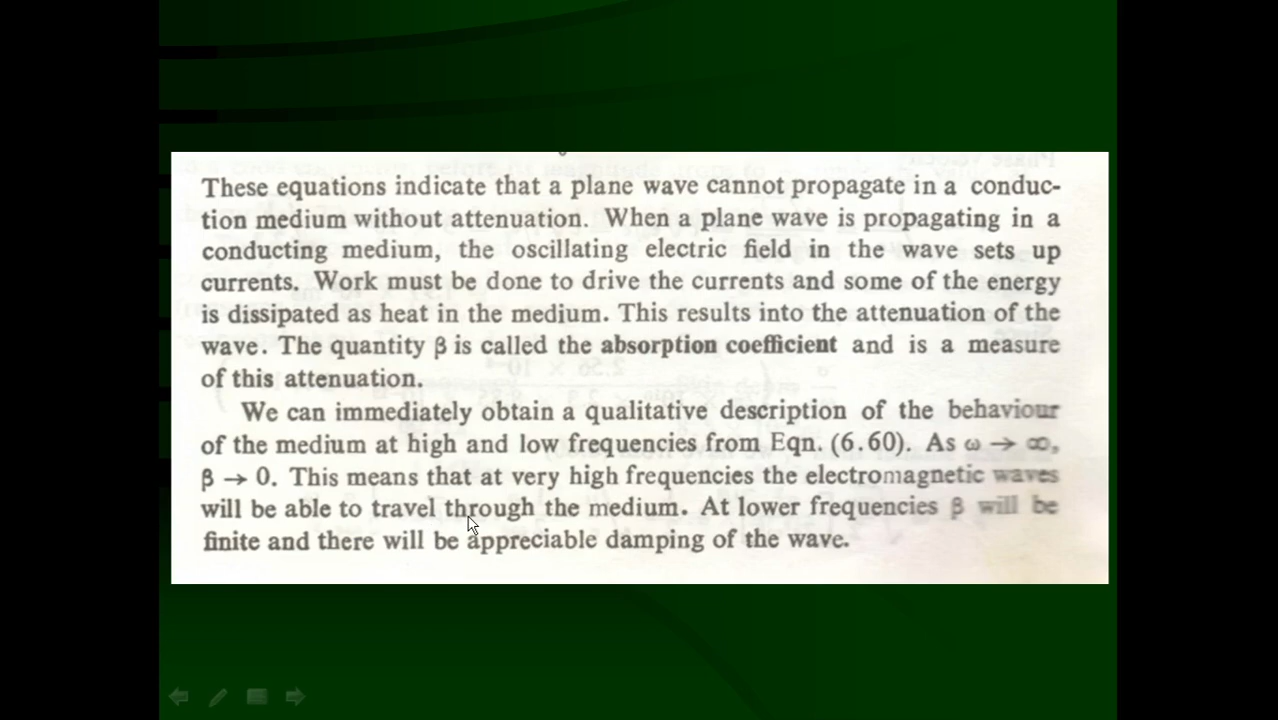 These equations indicate that a plane wave cannot propagate in a conduc-
tion medium without attenuation. When a plane wave is propagating in a
conducting medium, the oscillating electric field in the wave sets up
currents. Work must be done to drive the currents and some of the energy
is dissipated as heat in the medium. This results into the attenuation of the
wave. The quantity β is called the absorption coefficient and is a measure
of this attenuation.
We can immediately obtain a qualitative description of the behaviour
of the medium at high and low frequencies from Eqn. (6.60). As ω → ∞,
β → 0. This means that at very high frequencies the electromagnetic waves
will be able to travel through the medium. At lower frequencies β will be
finite and there will be appreciable damping of the wave.